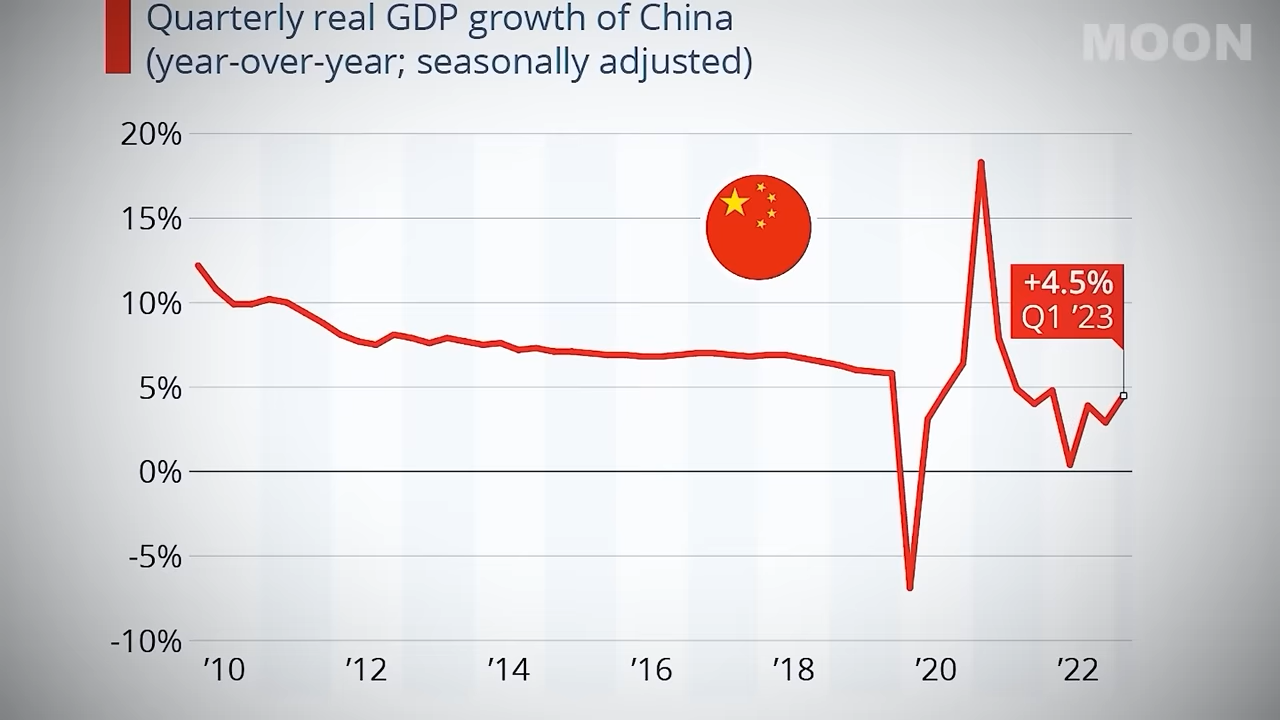 Quarterly real GDP growth of China
(year-over-year; seasonally adjusted)
MOON
20%
15%
10%
5%
0%
-5%
-10%
+4.5%
Q1 ’23
’10 ’12 ’14 ’16 ’18 ’20 ’22